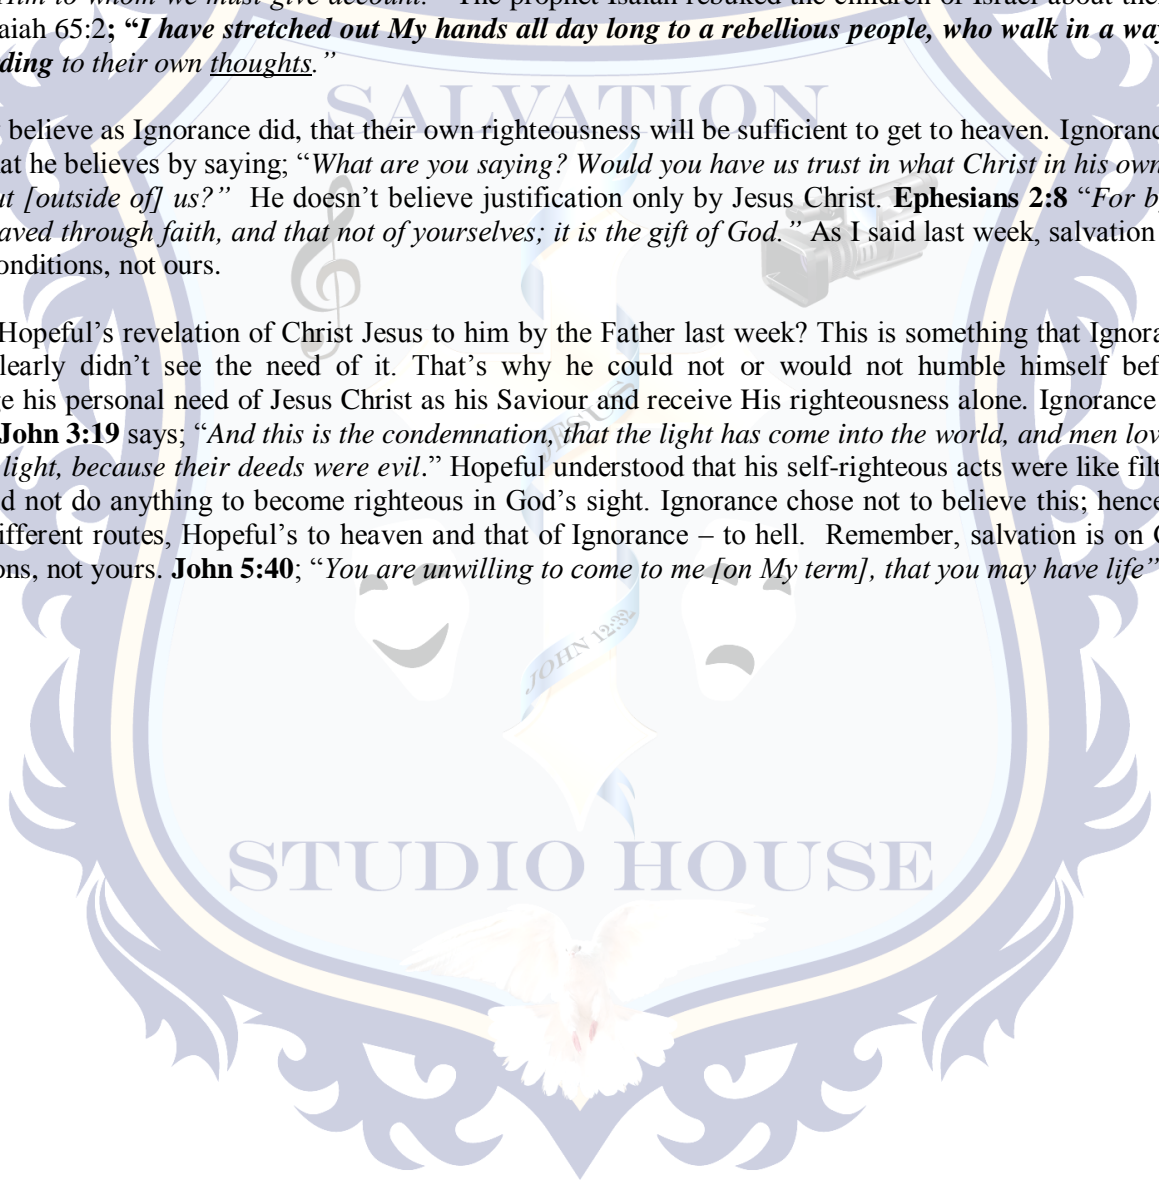 Him to whom we must give account.” The prophet Isaiah rebuked the children of Israel about the
aiah 65:2; “I have stretched out My hands all day long to a rebellious people, who walk in a way
ding to their own thoughts.”
SALVATION
believe as Ignorance did, that their own righteousness will be sufficient to get to heaven. Ignoranc
at he believes by saying; “What are you saying? Would you have us trust in what Christ in his own
ut [outside of] us?” He doesn’t believe justification only by Jesus Christ. Ephesians 2:8 “For b
aved through faith, and that not of yourselves; it is the gift of God.” As I said last week, salvation
onditions, not ours.
Hopeful’s revelation of Christ Jesus to him by the Father last week? This is something that Ignora
learly didn’t see the need of it. That’s why he could not or would not humble himself bef
ge his personal need of Jesus Christ as his Saviour and receive His righteousness alone. Ignorance
JESUS
John 3:19 says; “And this is the condemnation, that the light has come into the world, and men lov
light, because their deeds were evil.” Hopeful understood that his self-righteous acts were like filt
d not do anything to become righteous in God’s sight. Ignorance chose not to believe this; hence
ifferent routes, Hopeful’s to heaven and that of Ignorance – to hell. Remember, salvation is on
ons, not yours. John 5:40; “You are unwilling to come to me [on My term], that you may have life”
JOHN 12:32
STUDIO HOUSE